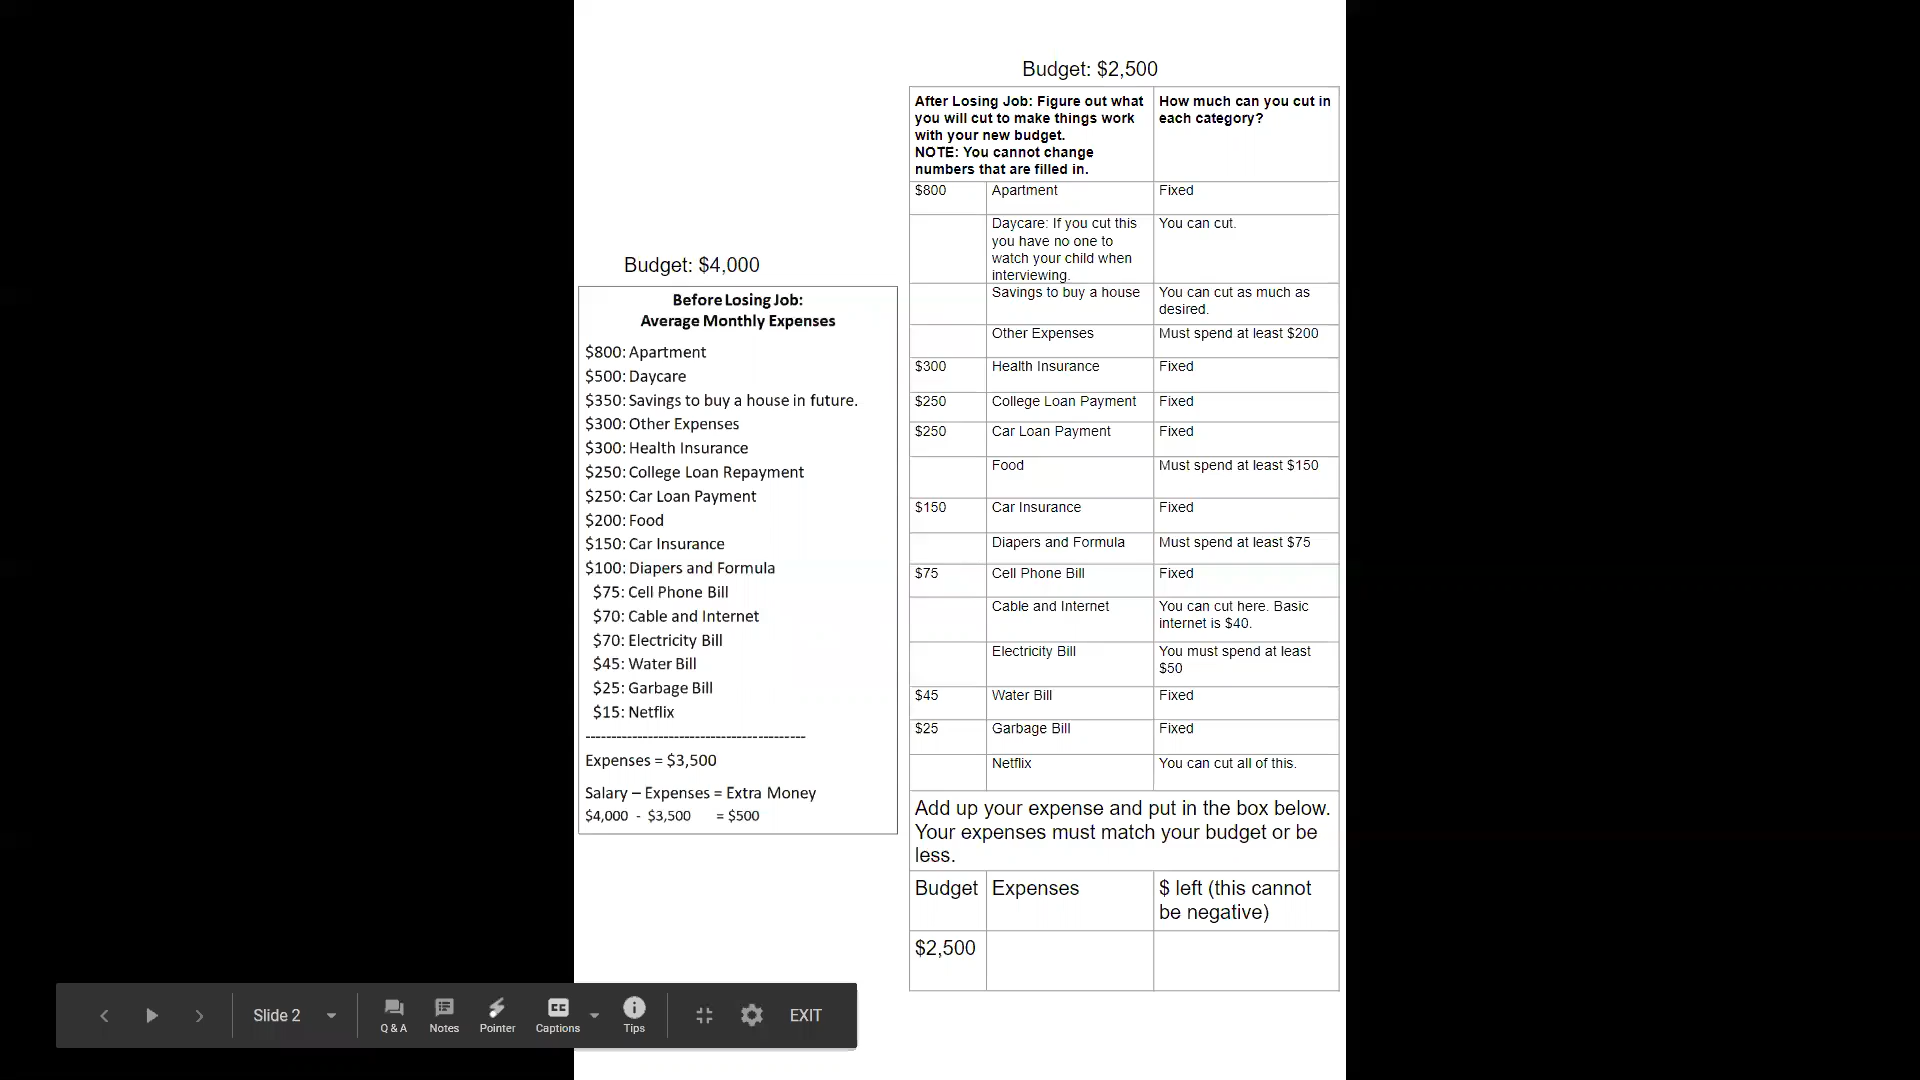 Budget: $4,000
Before Losing Job:
Average Monthly Expenses
$800: Apartment
$500: Daycare
$350: Savings to buy a house in future.
$300: Other Expenses
$300: Health Insurance
$250: College Loan Repayment
$250: Car Loan Payment
$200: Food
$150: Car Insurance
$100: Diapers and Formula
$75: Cell Phone Bill
$70: Cable and Internet
$70: Electricity Bill
$45: Water Bill
$25: Garbage Bill
$15: Netflix
------------------------------------------
Expenses = $3,500
Salary – Expenses = Extra Money
$4,000 - $3,500 = $500
Budget: $2,500
After Losing Job: Figure out what
you will cut to make things work
with your new budget.
NOTE: You cannot change
numbers that are filled in.
How much can you cut in
each category?
$800 Apartment Fixed
Daycare: If you cut this
you have no one to
watch your child when
interviewing.
You can cut.
Savings to buy a house
You can cut as much as
desired.
Other Expenses Must spend at least $200
$300 Health Insurance Fixed
$250 College Loan Payment Fixed
$250 Car Loan Payment Fixed
Food Must spend at least $150
$150 Car Insurance Fixed
Diapers and Formula Must spend at least $75
$75 Cell Phone Bill Fixed
Cable and Internet
You can cut here. Basic
internet is $40.
Electricity Bill
You must spend at least
$50
$45 Water Bill Fixed
$25 Garbage Bill Fixed
Netflix You can cut all of this.
Add up your expense and put in the box below.
Your expenses must match your budget or be
less.
Budget Expenses
$ left (this cannot
be negative)
$2,500
Slide 2
Q & A
Notes
Pointer
CC
Captions
Tips
EXIT